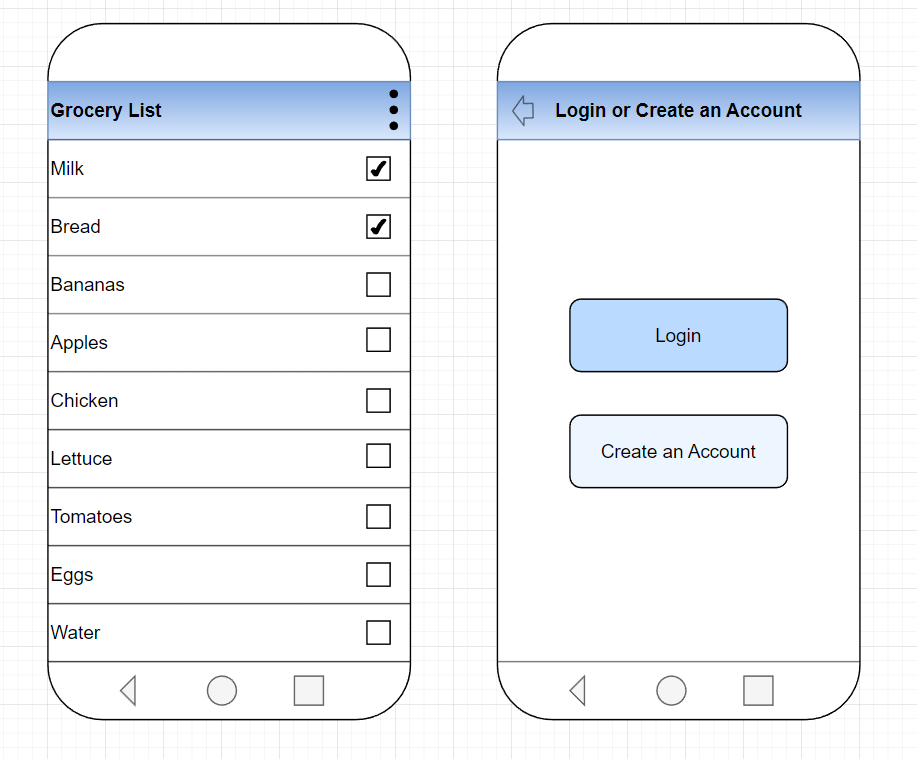 Grocery List
Milk
Bread
Bananas
Apples
Chicken
Lettuce
Tomatoes
Eggs
Water
Login or Create an Account
Login
Create an Account